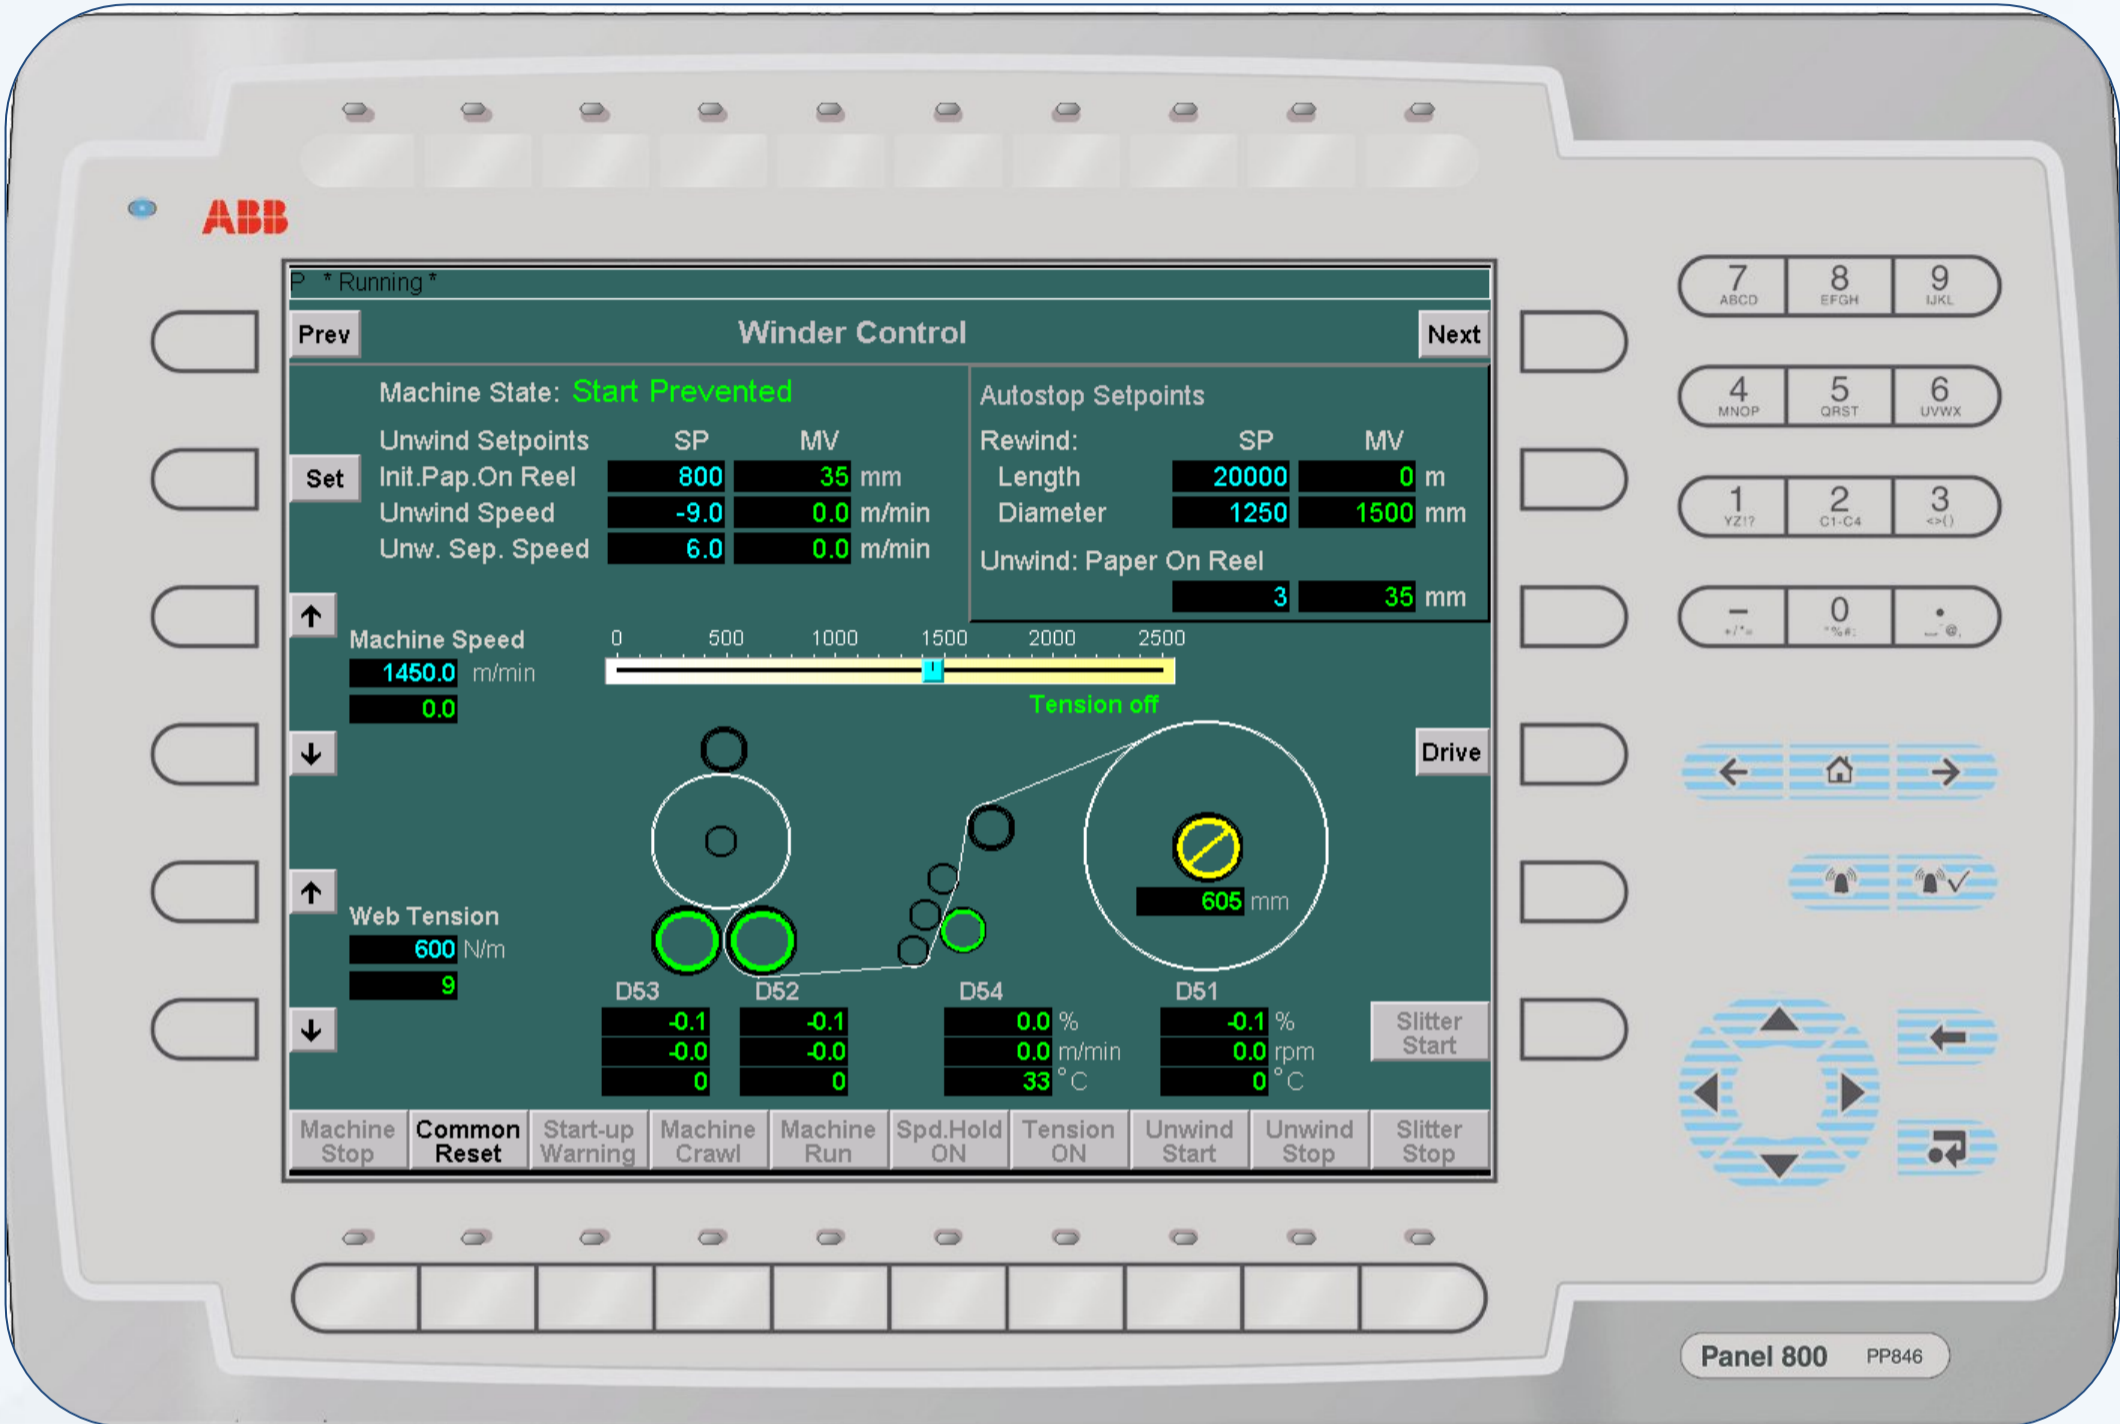 ABB
P * Running *
Prev
Winder Control
Next
Machine State: Start Prevented
Unwind Setpoints SP MV
Set
Init.Pap.On Reel 800 35 mm
Unwind Speed -9.0 0.0 m/min
Unw. Sep. Speed 6.0 0.0 m/min
Autostop Setpoints
Rewind: SP MV
Length 20000 0 m
Diameter 1250 1500 mm
Unwind: Paper On Reel
3 35 mm
↑
Machine Speed
1450.0 m/min
0.0
↓
0 500 1000 1500 2000 2500
Tension off
Drive
605 mm
↑
Web Tension
600 N/m
9
↓
D53 D52 D54 D51
-0.1 -0.1 0.0 % -0.1 %
-0.0 -0.0 0.0 m/min 0.0 rpm
0 0 33 °C 0 °C
Slitter
Start
Machine
Stop
Common
Reset
Start-up
Warning
Machine
Crawl
Machine
Run
Spd.Hold
ON
Tension
ON
Unwind
Start
Unwind
Stop
Slitter
Stop
7 8 9
ABCD EFGH IJKL
4 5 6
MNOP QRST UVWX
1 2 3
YZ!? C1-C4 <>()
– 0 .
Panel 800 PP846